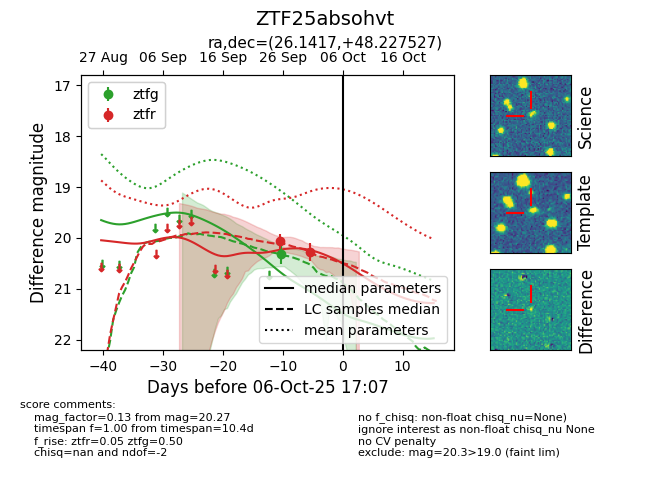 ZTF25absohvt
ra,dec=(26.1417,+48.227527)
27 Aug 06 Sep 16 Sep 26 Sep 06 Oct 16 Oct
ztfg
ztfr
17
18
19
20
21
22
Difference magnitude
median parameters
LC samples median
mean parameters
−40 −30 −20 −10 0 10
Days before 06-Oct-25 17:07
Science
Template
Difference
score comments:
mag_factor=0.13 from mag=20.27
timespan f=1.00 from timespan=10.4d
f_rise: ztfr=0.05 ztfg=0.50
chisq=nan and ndof=-2
no f_chisq: non-float chisq_nu=None)
ignore interest as non-float chisq_nu None
no CV penalty
exclude: mag=20.3>19.0 (faint lim)